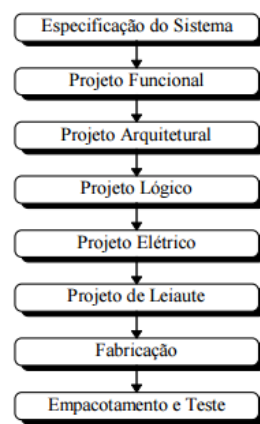 Especificação do Sistema
Projeto Funcional
Projeto Arquitetural
Projeto Lógico
Projeto Elétrico
Projeto de Leiaute
Fabricação
Empacotamento e Teste